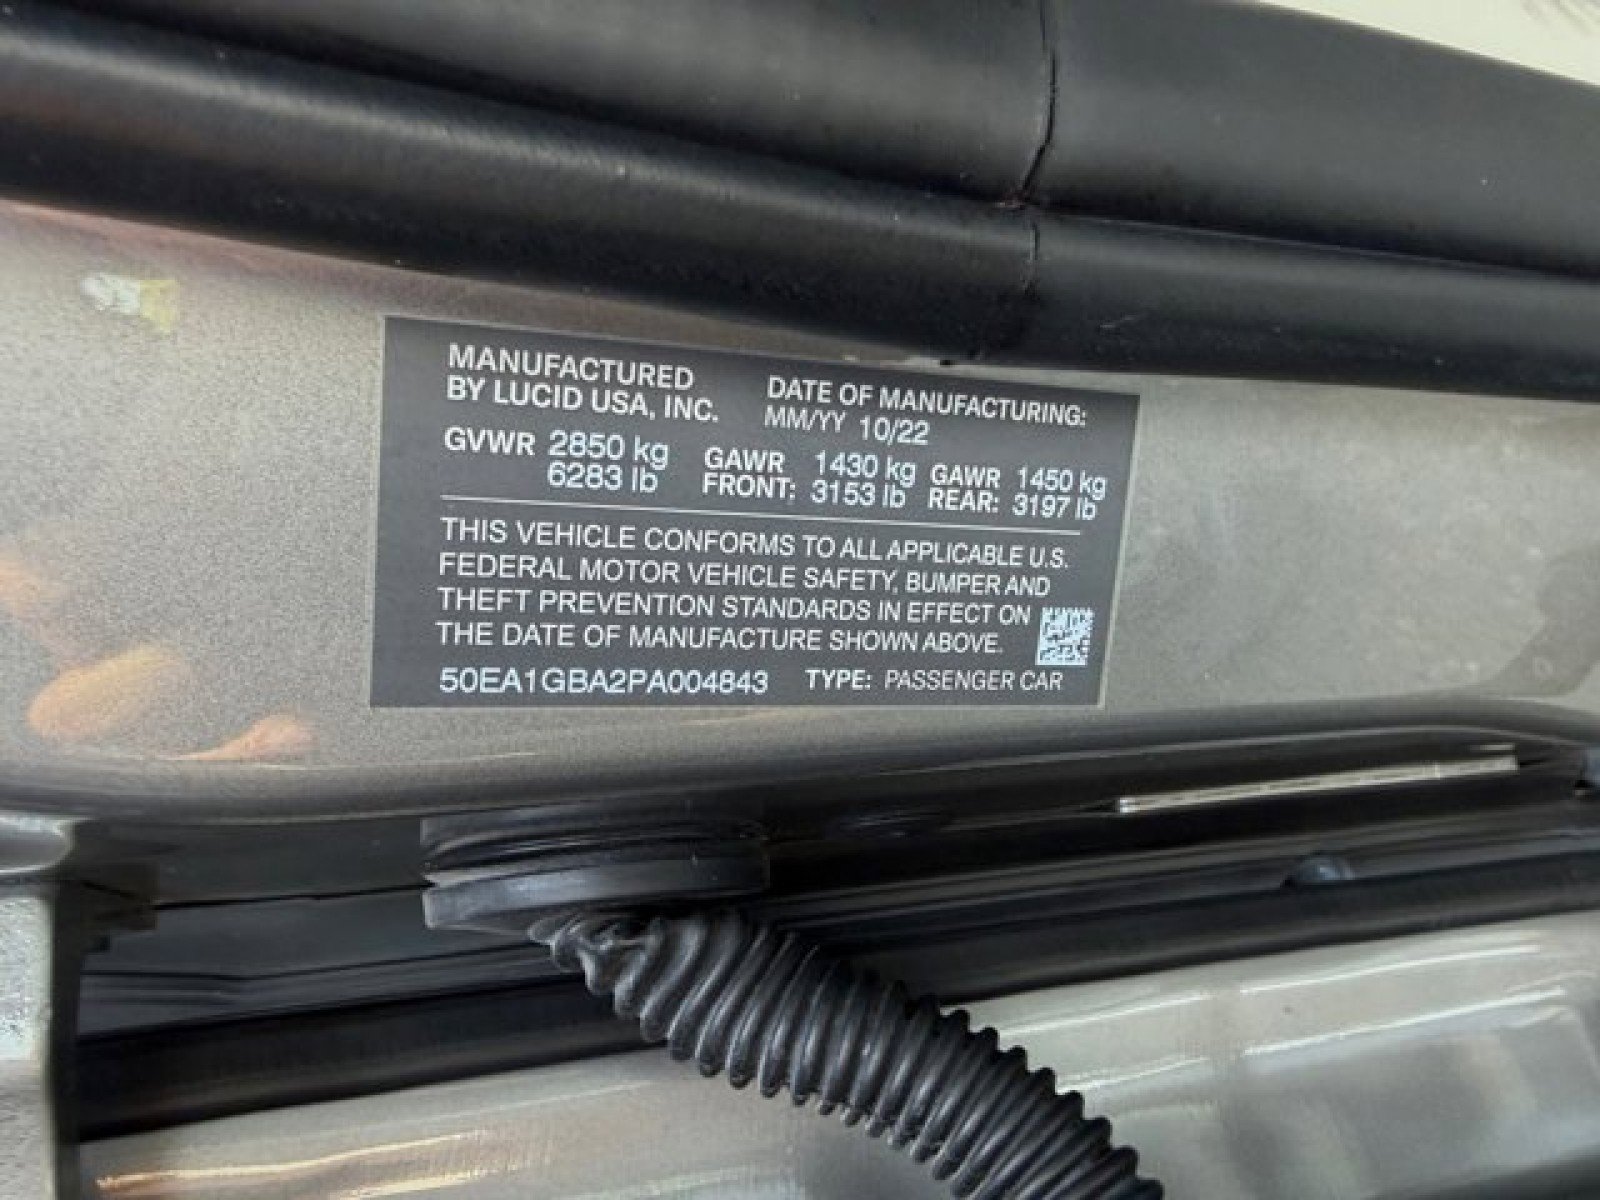 MANUFACTURED
BY LUCID USA, INC.
DATE OF MANUFACTURING:
MM/YY 10/22
GVWR 2850 kg
6283 lb
GAWR 1430 kg
FRONT: 3153 lb
GAWR 1450 kg
REAR: 3197 lb
THIS VEHICLE CONFORMS TO ALL APPLICABLE U.S.
FEDERAL MOTOR VEHICLE SAFETY, BUMPER AND
THEFT PREVENTION STANDARDS IN EFFECT ON
THE DATE OF MANUFACTURE SHOWN ABOVE.
50EA1GBA2PA004843 TYPE: PASSENGER CAR